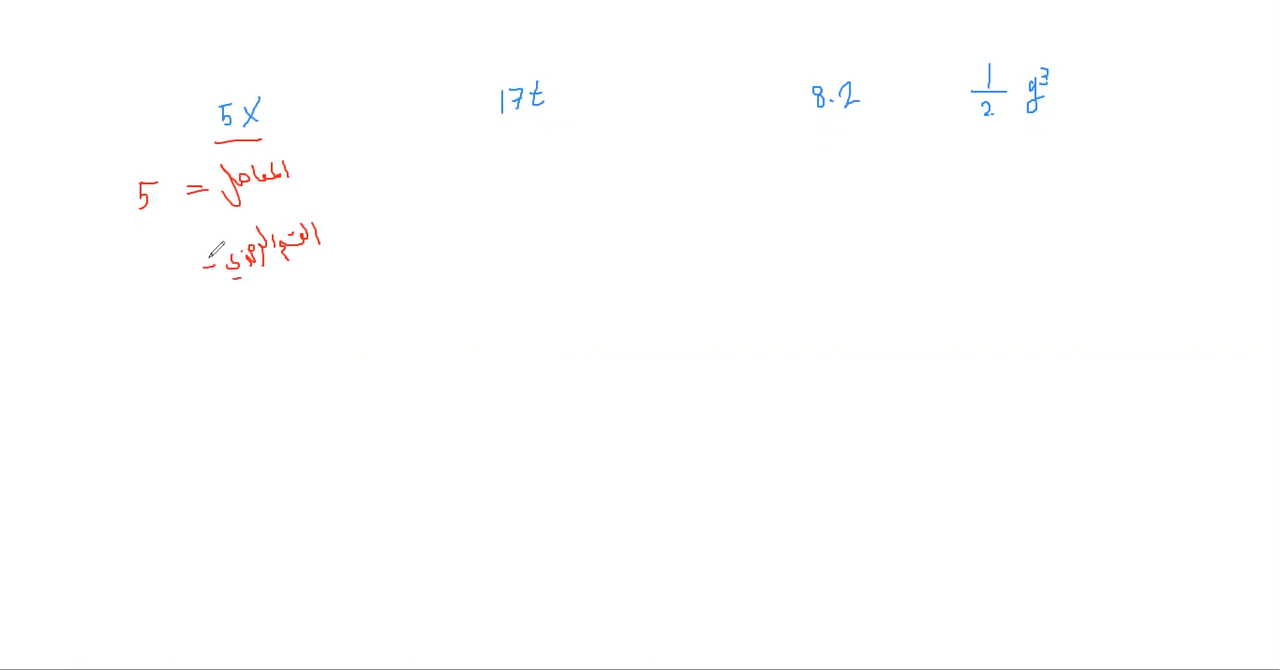 5x 17t 8.2 1/2 g³
المعامل = 5
القسم الرمزي -